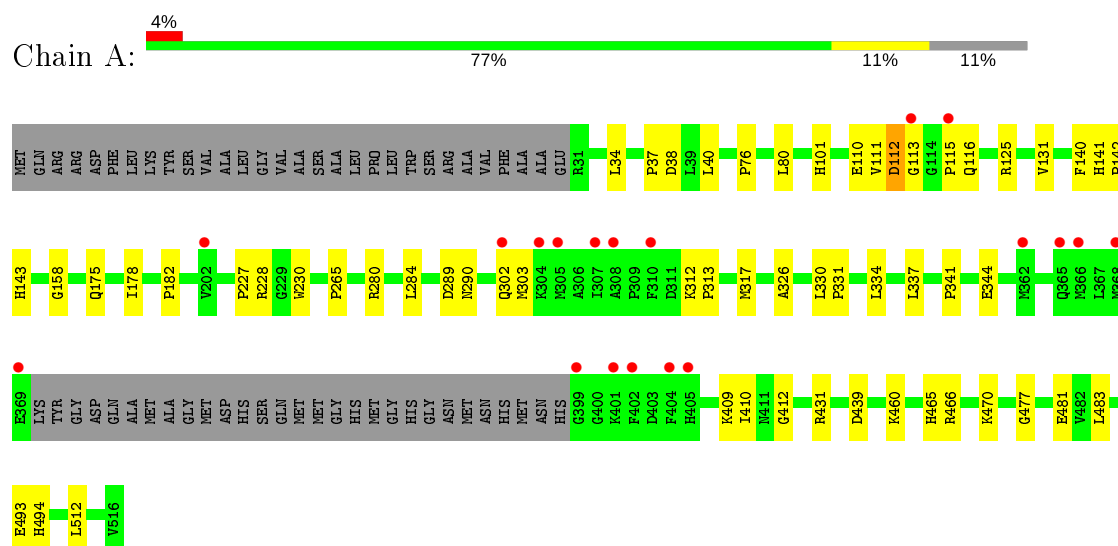 4%
Chain A:
77% 11% 11%
MET GLN ARG ARG ASP PHE LEU LYS TYR SER VAL ALA LEU GLY VAL ALA SER ALA LEU PRO LEU TRP SER ARG ALA VAL PHE ALA ALA GLU R31 L34 P37 D38 L39 L40 P76 L80 H101 E110 V111 D112 G113 G114 P115 Q116 R125 V131 F140 H141 P142
H143 G158 Q175 I178 P182 V202 P227 R228 G229 W230 P265 R280 L284 D289 N290 Q302 M303 K304 M305 A306 I307 A308 P309 F310 D311 K312 P313 M317 A326 L330 P331 L334 L337 P341 E344 M362 Q365 M366 L367 M368
E369 LYS TYR GLY ASP GLN ALA MET ALA GLY MET ASP HIS SER GLN MET MET GLY HIS MET GLY HIS GLY ASN MET ASN HIS MET ASN HIS G399 G400 K401 F402 D403 F404 H405 K409 I410 N411 G412 R431 D439 K460 H465 R466 K470 G477 E481 V482 L483
E493 H494 L512 V516